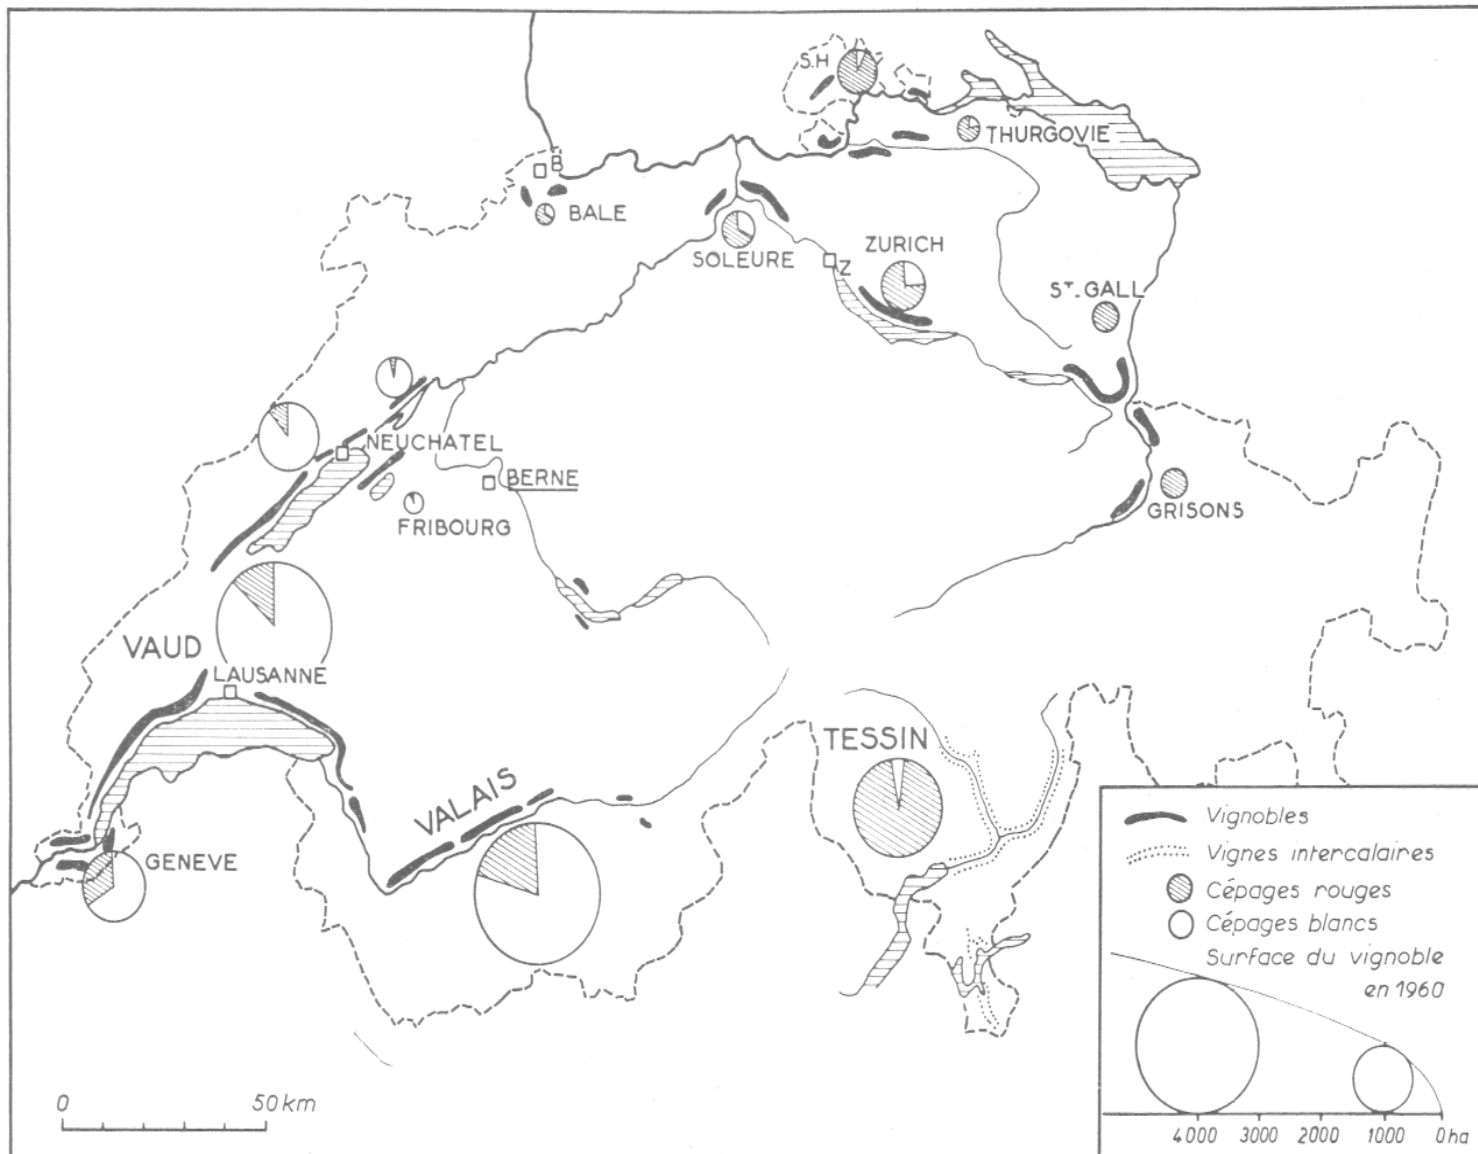 S.H
THURGOVIE
B
BALE
SOLEURE
Z
ZURICH
Sᵀ. GALL
NEUCHATEL
BERNE
FRIBOURG
GRISONS
VAUD
LAUSANNE
TESSIN
VALAIS
GENEVE
Vignobles
Vignes intercalaires
Cépages rouges
Cépages blancs
Surface du vignoble
en 1960
4000 3000 2000 1000 0 ha
0 50 km